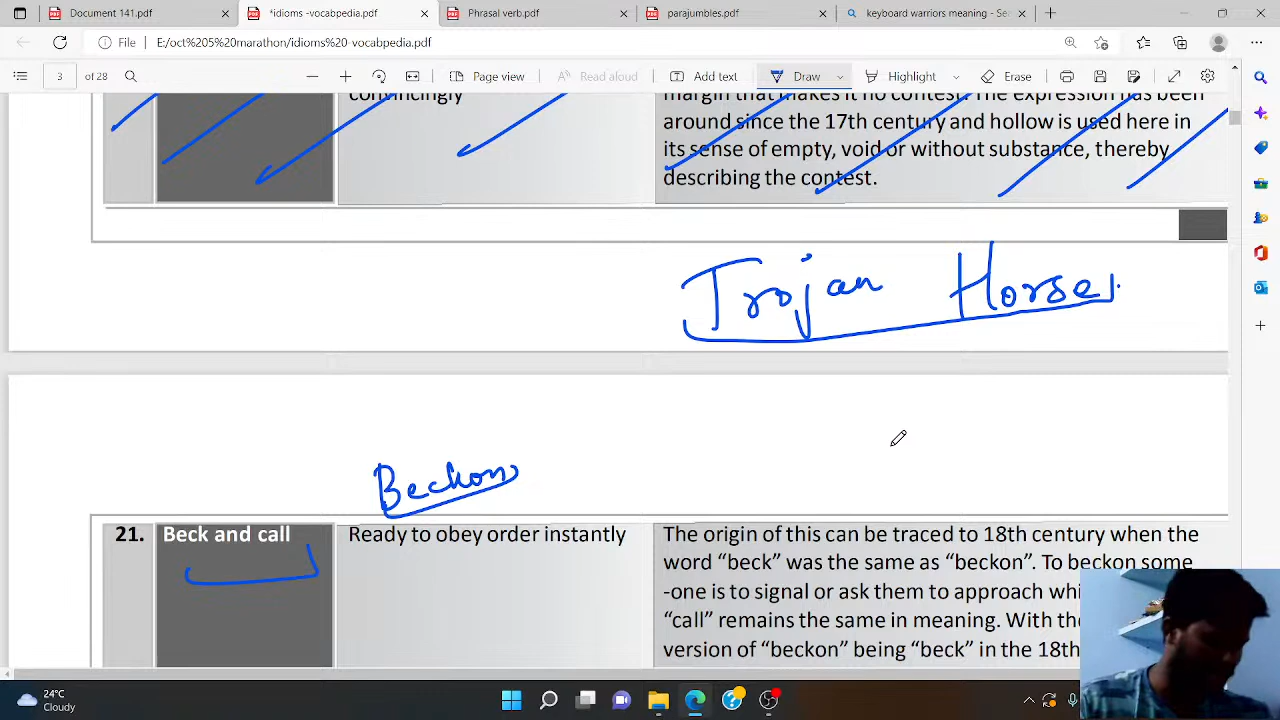 Document 141.pdf
*idioms -vocabpedia.pdf
Phrasal verb.pdf
parajumbles.pdf
keyboard warriors meaning - Se
File
E:/oct%205%20marathon/idioms%20-vocabpedia.pdf
3
of 28
Page view
Read aloud
Add text
Draw
Highlight
Erase
convincingly
margin that makes it no contest. The expression has been
around since the 17th century and hollow is used here in
its sense of empty, void or without substance, thereby
describing the contest.
Trojan Horse
Beckon
21.
Beck and call
Ready to obey order instantly
The origin of this can be traced to 18th century when the
word “beck” was the same as “beckon”. To beckon some
-one is to signal or ask them to approach whi
“call” remains the same in meaning. With the
version of “beckon” being “beck” in the 18th
24°C
Cloudy